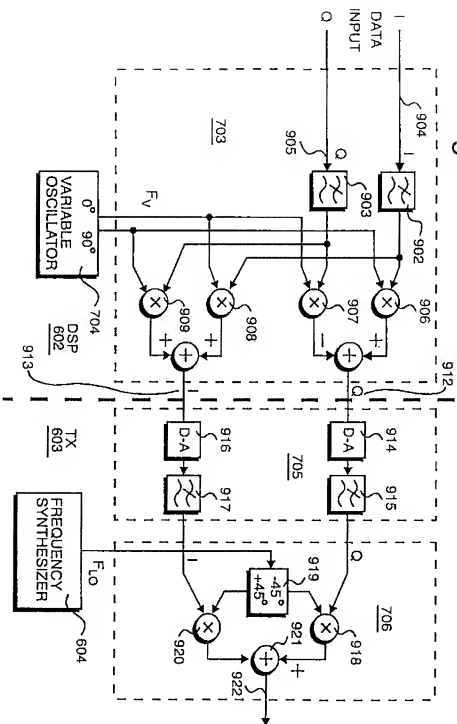 I
DATA
INPUT
Q
904
I
902
905
Q
903
703
906
+
907
−
908
+
909
+
912
Q
913
I
FV
0°
90°
VARIABLE
OSCILLATOR
704
DSP
602
914
D-A
915
705
916
D-A
917
TX
603
Q
918
706
919
-45°
+45°
+
921
922
I
920
FLO
FREQUENCY
SYNTHESIZER
604